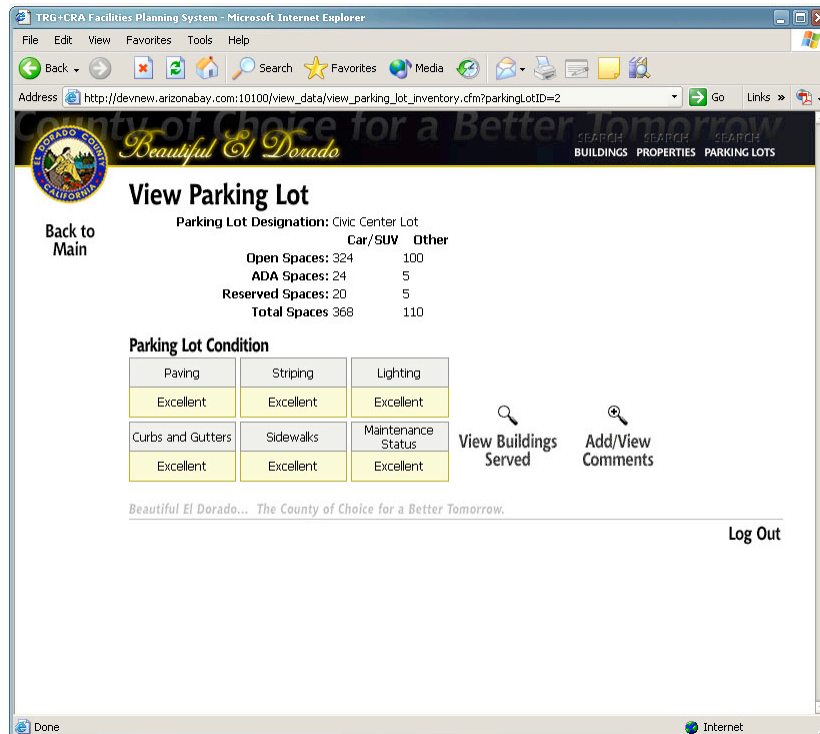 TRG+CRA Facilities Planning System - Microsoft Internet Explorer
File Edit View Favorites Tools Help
Back Search Favorites Media
Address http://devnew.arizonabay.com:10100/view_data/view_parking_lot_inventory.cfm?parkingLotID=2 Go Links »
County of Choice for a Better Tomorrow
EL DORADO COUNTY CALIFORNIA
Beautiful El Dorado
SEARCH SEARCH SEARCH
BUILDINGS PROPERTIES PARKING LOTS
View Parking Lot
Back to
Main
Parking Lot Designation: Civic Center Lot
Car/SUV Other
Open Spaces: 324 100
ADA Spaces: 24 5
Reserved Spaces: 20 5
Total Spaces 368 110
Parking Lot Condition
Paving Striping Lighting
Excellent Excellent Excellent
Curbs and Gutters Sidewalks Maintenance Status
Excellent Excellent Excellent
View Buildings
Served
Add/View
Comments
Beautiful El Dorado... The County of Choice for a Better Tomorrow.
Log Out
Done Internet